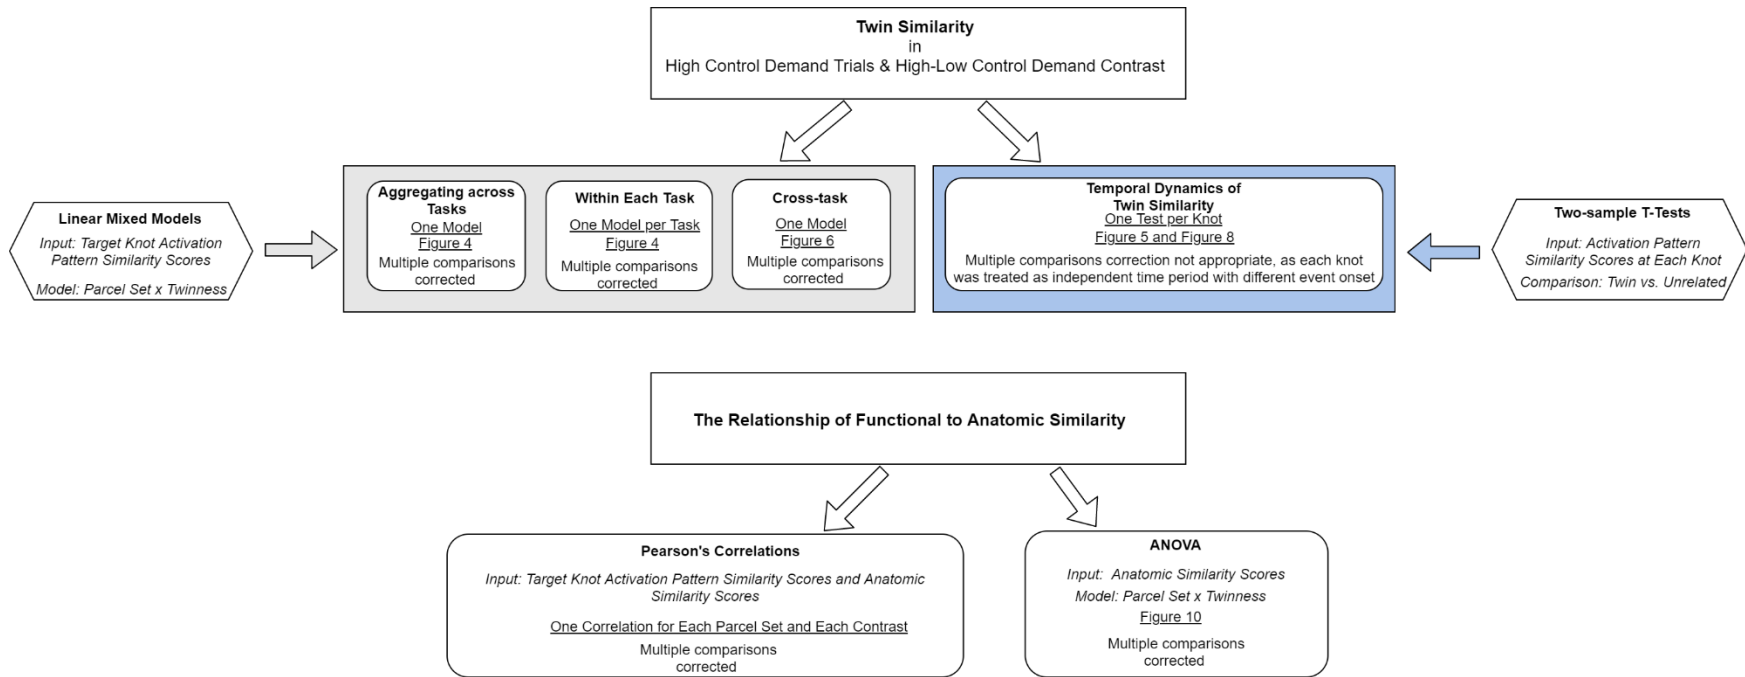 Twin Similarity
in
High Control Demand Trials & High-Low Control Demand Contrast
Linear Mixed Models
Input: Target Knot Activation
Pattern Similarity Scores
Model: Parcel Set x Twinness
Aggregating across
Tasks
One Model
Figure 4
Multiple comparisons
corrected
Within Each Task
One Model per Task
Figure 4
Multiple comparisons
corrected
Cross-task
One Model
Figure 6
Multiple comparisons
corrected
Temporal Dynamics of
Twin Similarity
One Test per Knot
Figure 5 and Figure 8
Multiple comparisons correction not appropriate, as each knot
was treated as independent time period with different event onset
Two-sample T-Tests
Input: Activation Pattern
Similarity Scores at Each Knot
Comparison: Twin vs. Unrelated
The Relationship of Functional to Anatomic Similarity
Pearson's Correlations
Input: Target Knot Activation Pattern Similarity Scores and Anatomic
Similarity Scores
One Correlation for Each Parcel Set and Each Contrast
Multiple comparisons
corrected
ANOVA
Input: Anatomic Similarity Scores
Model: Parcel Set x Twinness
Figure 10
Multiple comparisons
corrected